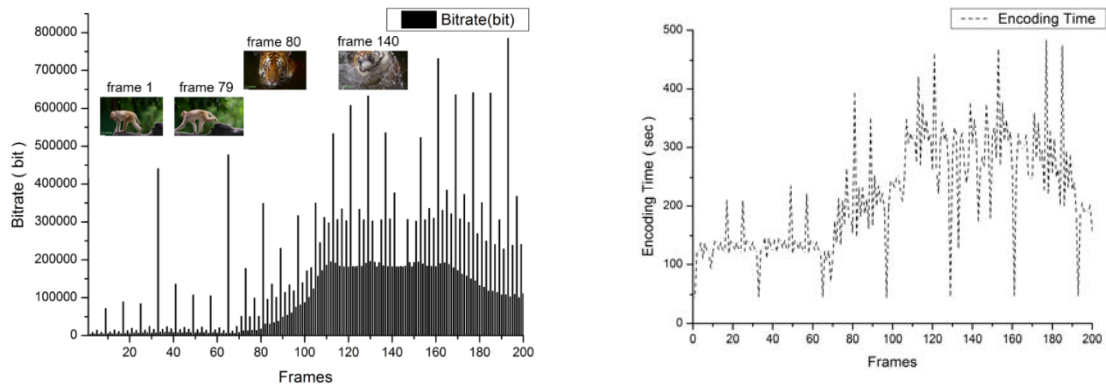 Bitrate(bit)
frame 1
frame 79
frame 80
frame 140
800000
700000
600000
500000
400000
300000
200000
100000
0
Bitrate ( bit )
20 40 60 80 100 120 140 160 180 200
Frames
Encoding Time
500
400
300
200
100
0
Encoding Time ( sec )
0 20 40 60 80 100 120 140 160 180 200
Frames